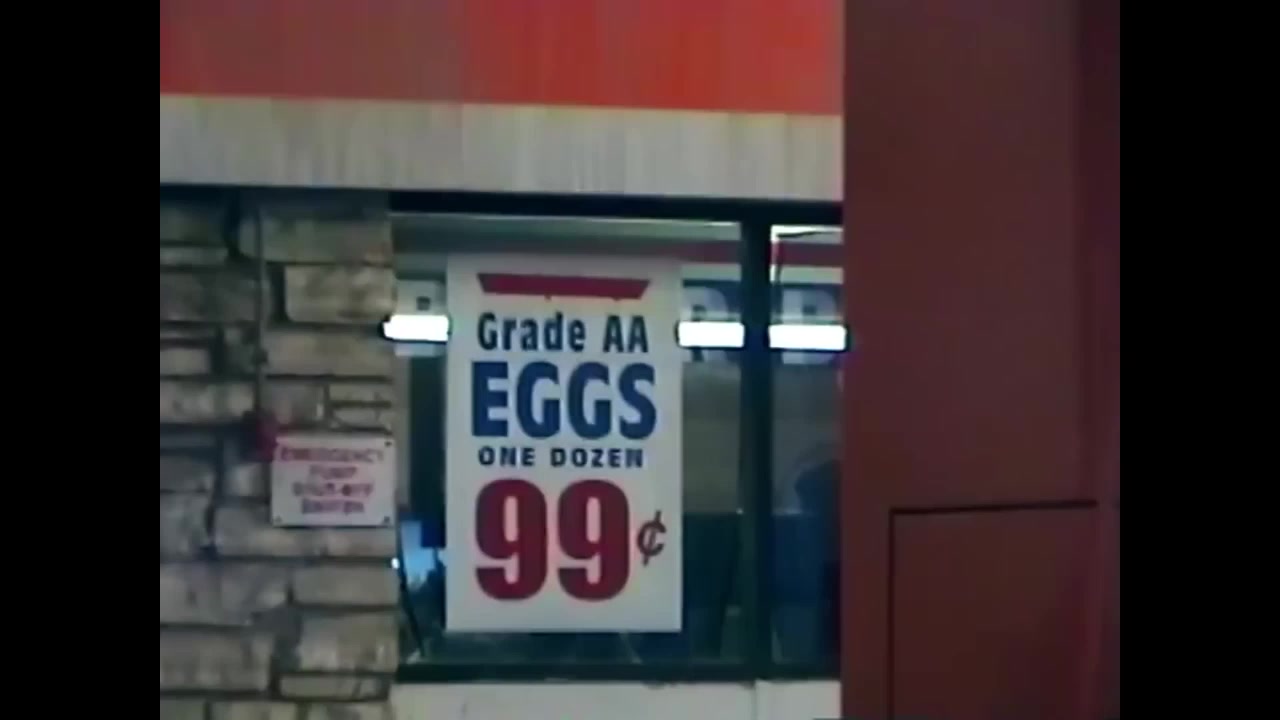 Grade AA
EGGS
ONE DOZEN
99¢
EMERGENCY
PUMP
SHUT-OFF
SWITCH